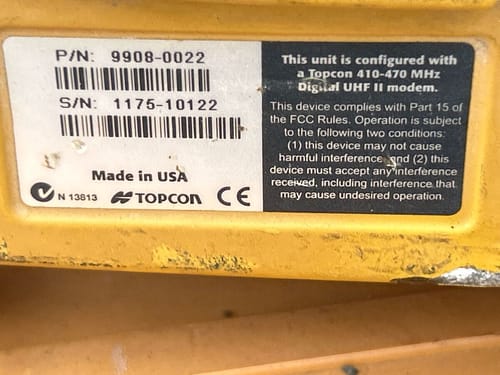 P/N: 9908-0022
S/N: 1175-10122
Made in USA
N 13813 TOPCON CE
This unit is configured with
a Topcon 410-470 MHz
Digital UHF II modem.
This device complies with Part 15 of
the FCC Rules. Operation is subject
to the following two conditions:
(1) this device may not cause
harmful interference, and (2) this
device must accept any interference
received, including interference that
may cause undesired operation.